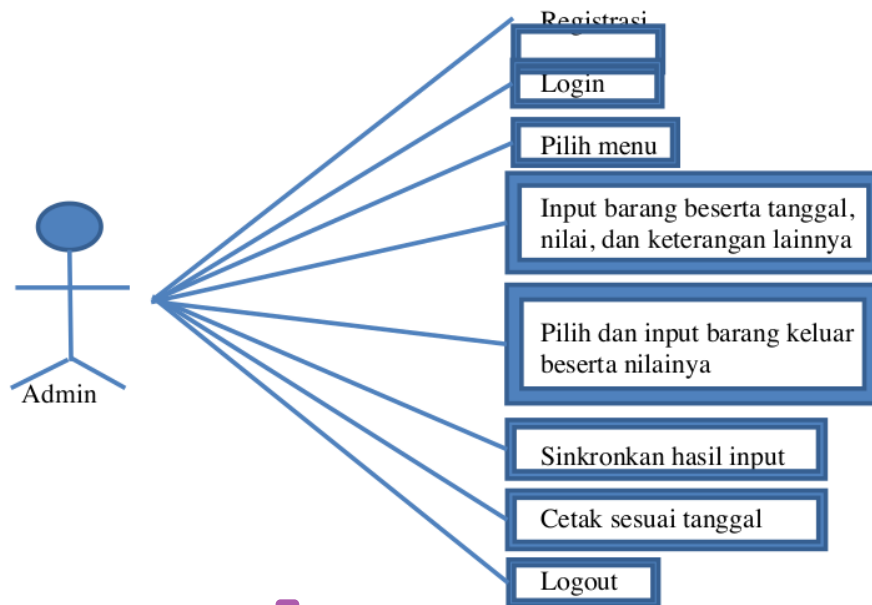 Registrasi
Login
Pilih menu
Input barang beserta tanggal,
nilai, dan keterangan lainnya
Pilih dan input barang keluar
beserta nilainya
Admin
Sinkronkan hasil input
Cetak sesuai tanggal
Logout